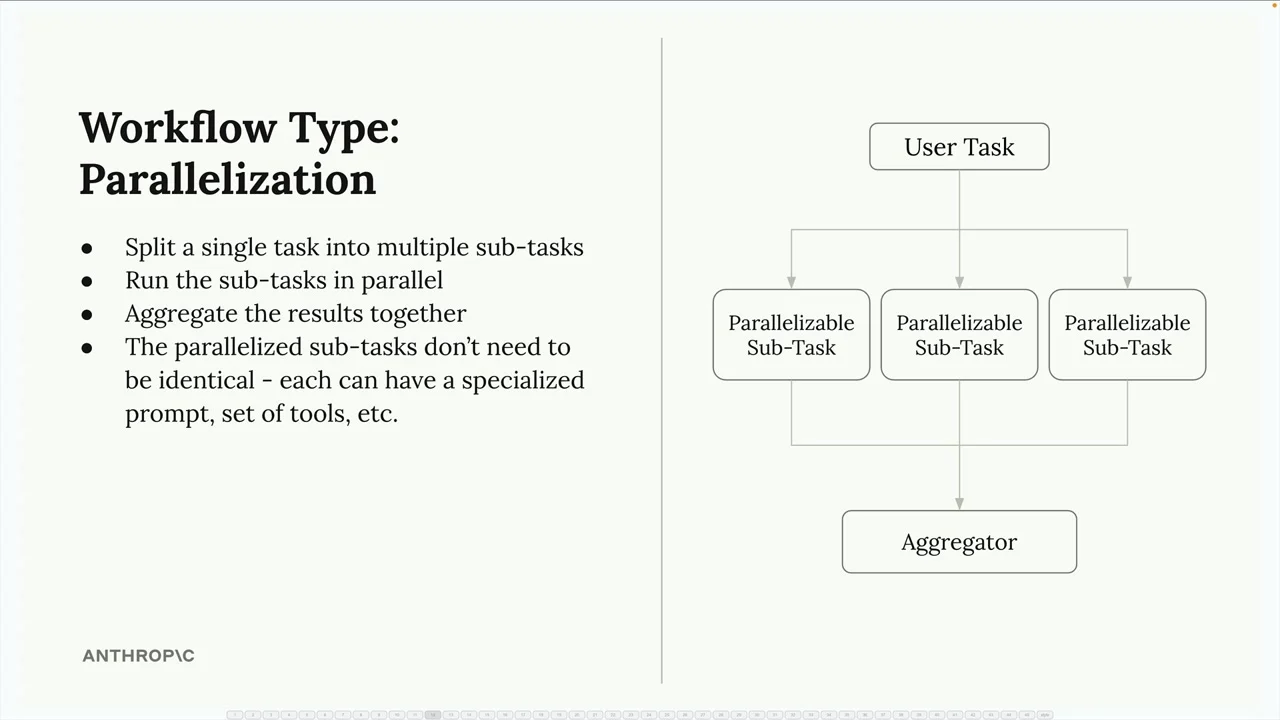 Workflow Type:
Parallelization
● Split a single task into multiple sub-tasks
● Run the sub-tasks in parallel
● Aggregate the results together
● The parallelized sub-tasks don’t need to
be identical - each can have a specialized
prompt, set of tools, etc.
ANTHROP\C
User Task
Parallelizable
Sub-Task
Parallelizable
Sub-Task
Parallelizable
Sub-Task
Aggregator